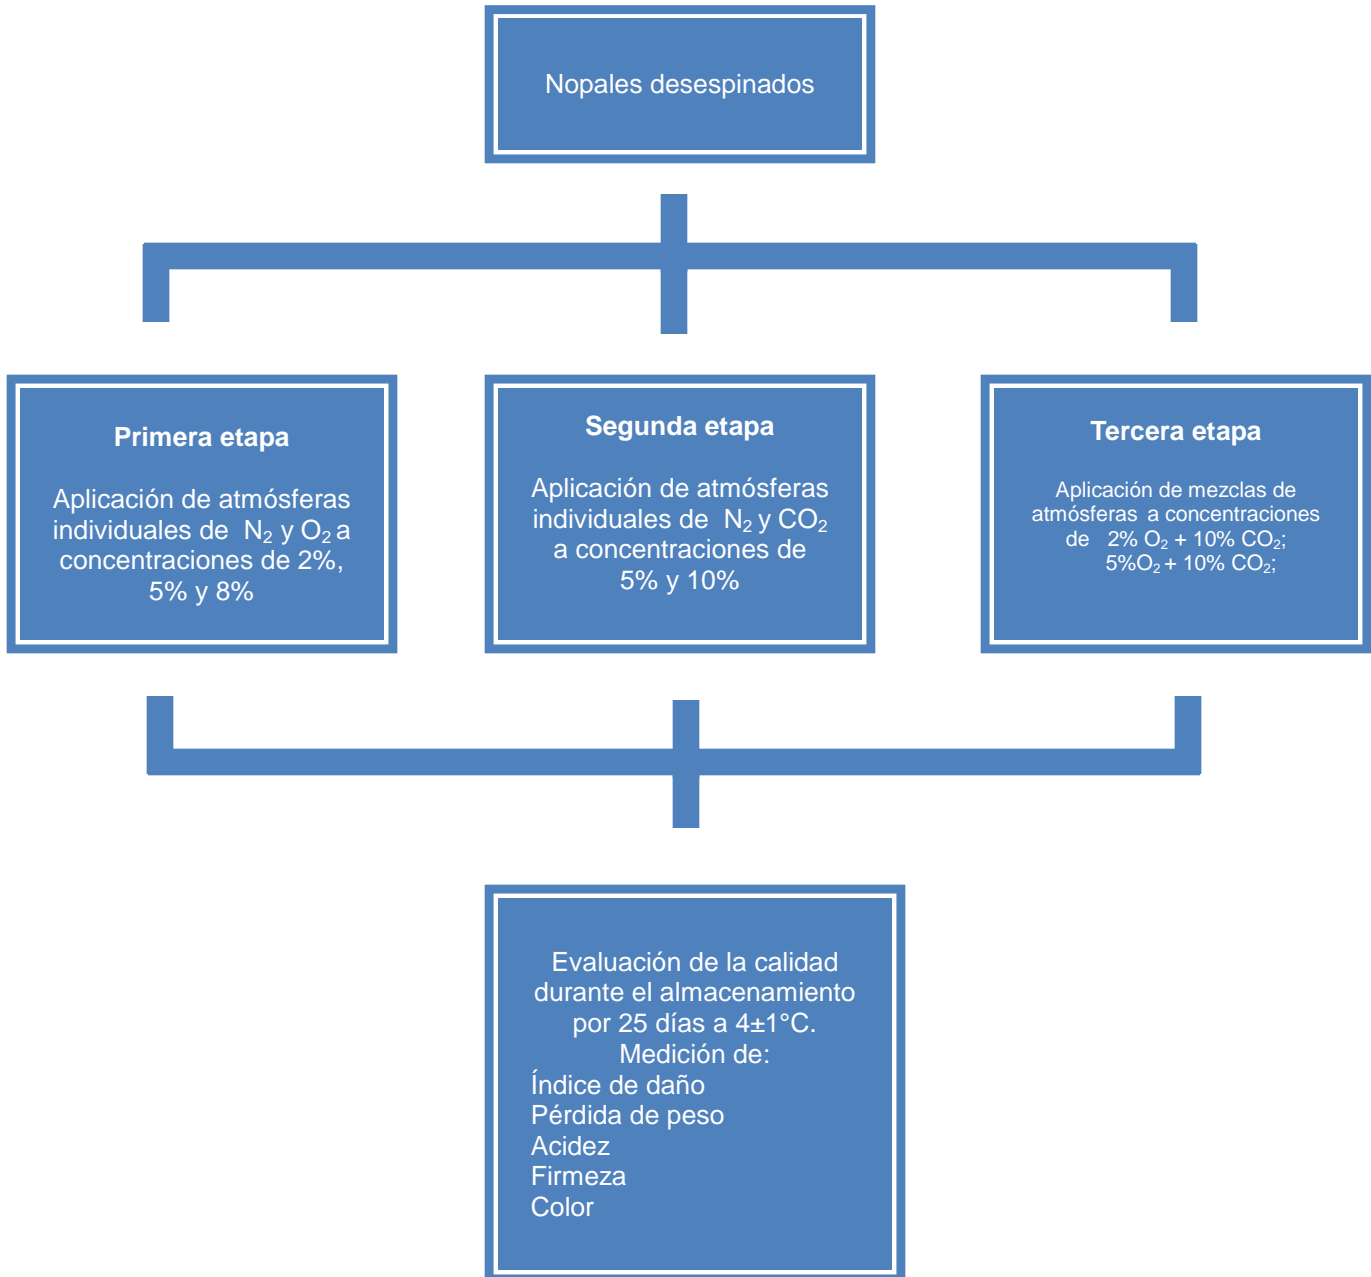 Nopales desespinados
Primera etapa
Aplicación de atmósferas
individuales de N₂ y O₂ a
concentraciones de 2%,
5% y 8%
Segunda etapa
Aplicación de atmósferas
individuales de N₂ y CO₂
a concentraciones de
5% y 10%
Tercera etapa
Aplicación de mezclas de
atmósferas a concentraciones
de 2% O₂ + 10% CO₂;
5%O₂ + 10% CO₂;
Evaluación de la calidad
durante el almacenamiento
por 25 días a 4±1°C.
Medición de:
Índice de daño
Pérdida de peso
Acidez
Firmeza
Color